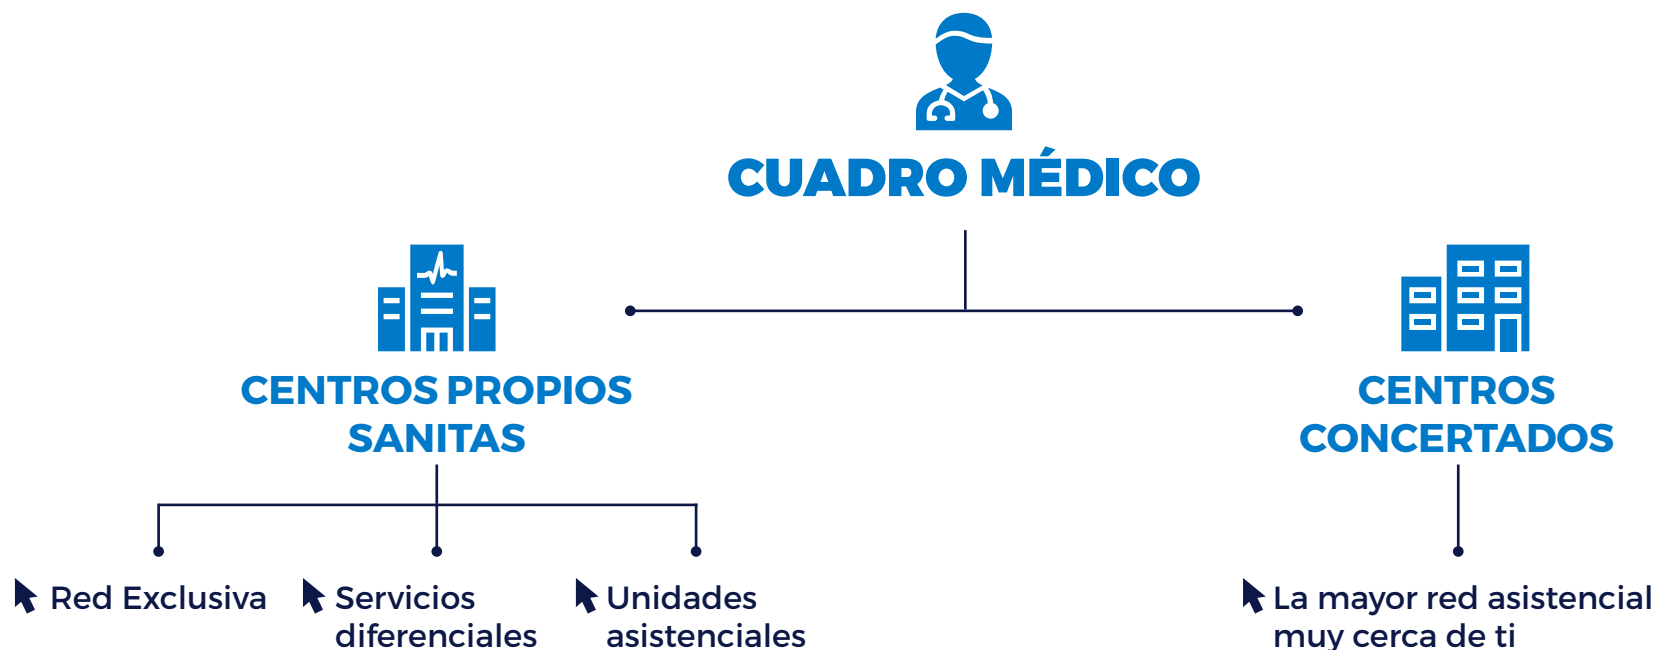 CUADRO MÉDICO
CENTROS PROPIOS
SANITAS
CENTROS
CONCERTADOS
Red Exclusiva
Servicios
diferenciales
Unidades
asistenciales
La mayor red asistencial
muy cerca de ti